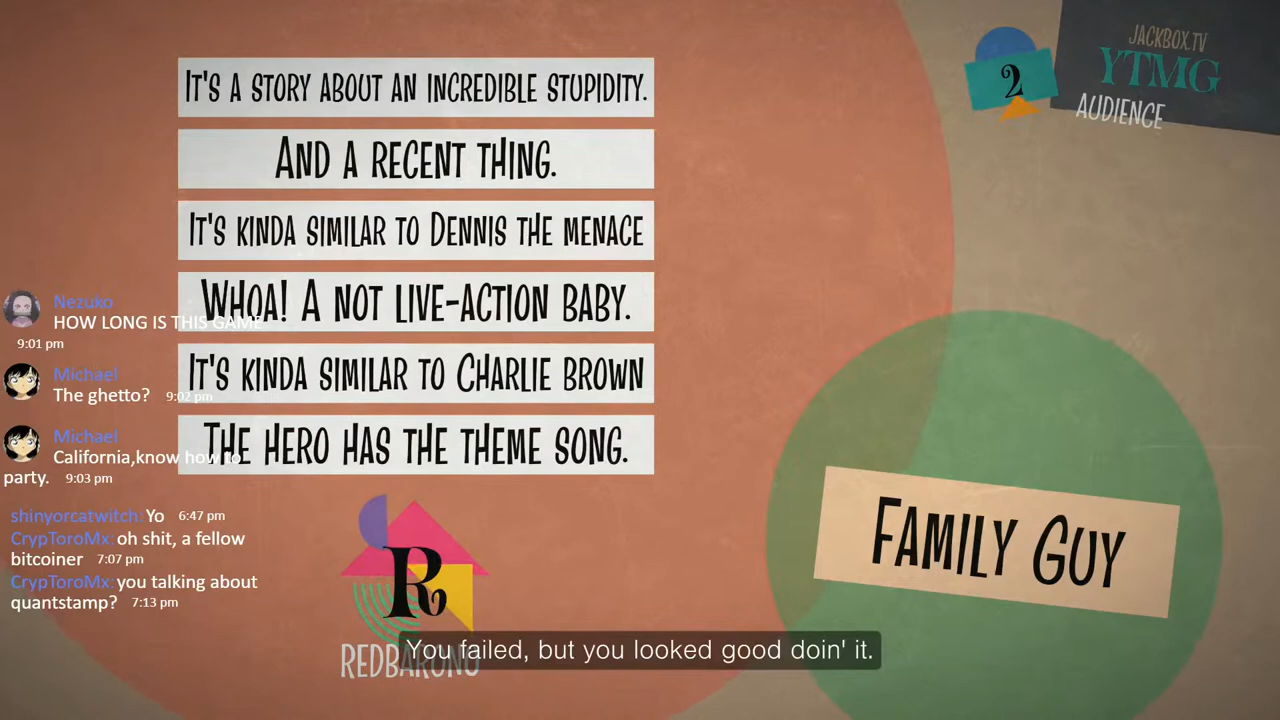 It's a story about an incredible stupidity.
And a recent thing.
It's kinda similar to Dennis the menace
Whoa! A not live-action baby.
It's kinda similar to Charlie brown
The hero has the theme song.
JACKBOX.TV
YTMG
2
AUDIENCE
Nezuko
HOW LONG IS THIS GAME
9:01 pm
Michael
The ghetto? 9:02 pm
Michael
California,know how to
party. 9:03 pm
shinyorcatwitch: Yo 6:47 pm
CrypToroMx: oh shit, a fellow
bitcoiner 7:07 pm
CrypToroMx: you talking about
quantstamp? 7:13 pm
R
REDBARONO
Family Guy
You failed, but you looked good doin' it.